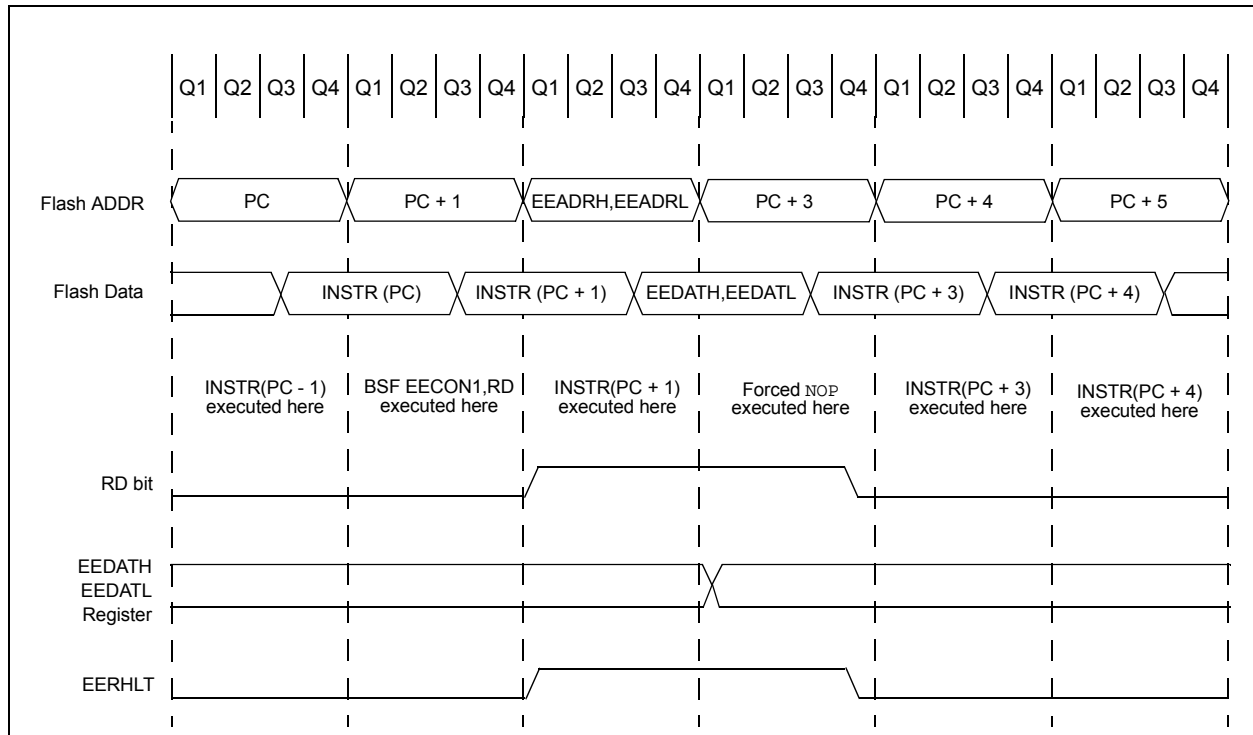 Q1 Q2 Q3 Q4 Q1 Q2 Q3 Q4 Q1 Q2 Q3 Q4 Q1 Q2 Q3 Q4 Q1 Q2 Q3 Q4 Q1 Q2 Q3 Q4
Flash ADDR PC PC + 1 EEADRH,EEADRL PC + 3 PC + 4 PC + 5
Flash Data INSTR (PC) INSTR (PC + 1) EEDATH,EEDATL INSTR (PC + 3) INSTR (PC + 4)
INSTR(PC - 1) BSF EECON1,RD INSTR(PC + 1) Forced NOP INSTR(PC + 3) INSTR(PC + 4)
executed here executed here executed here executed here executed here executed here
RD bit
EEDATH
EEDATL
Register
EERHLT